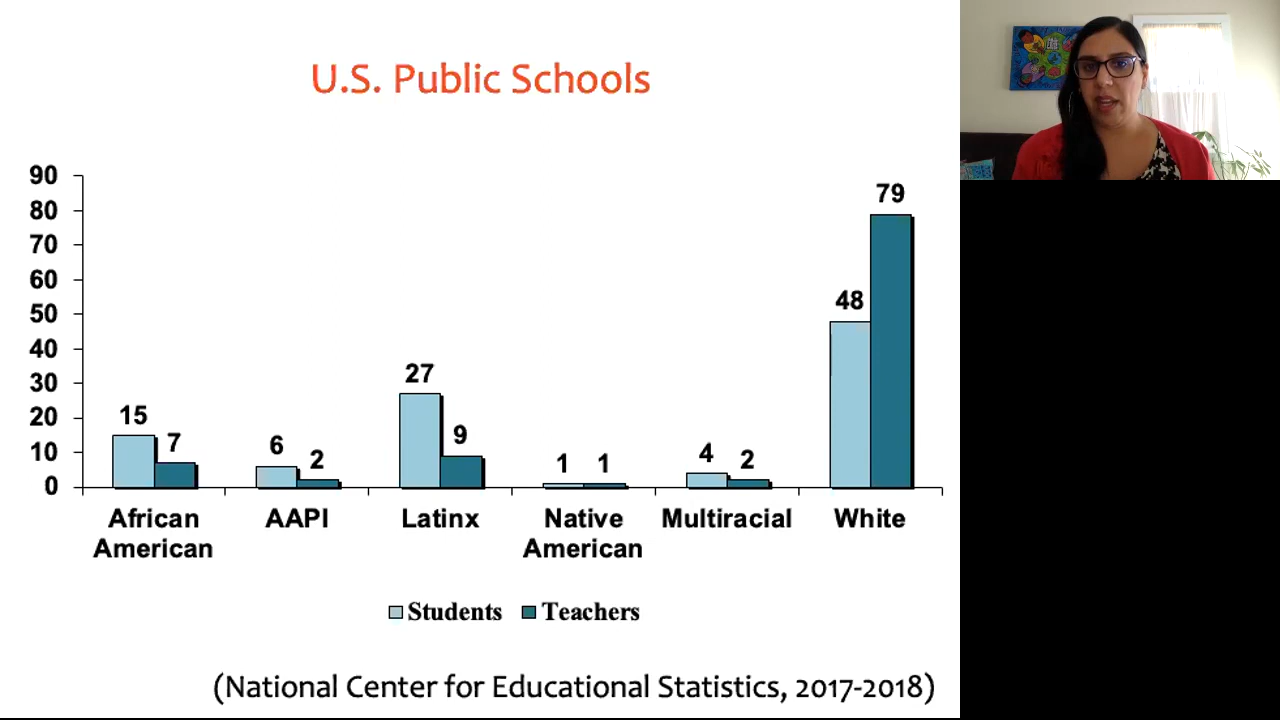 U.S. Public Schools
90
80
70
60
50
40
30
20
10
0
15
7
6
2
27
9
1
1
4
2
48
79
African American
AAPI
Latinx
Native American
Multiracial
White
Students Teachers
(National Center for Educational Statistics, 2017-2018)